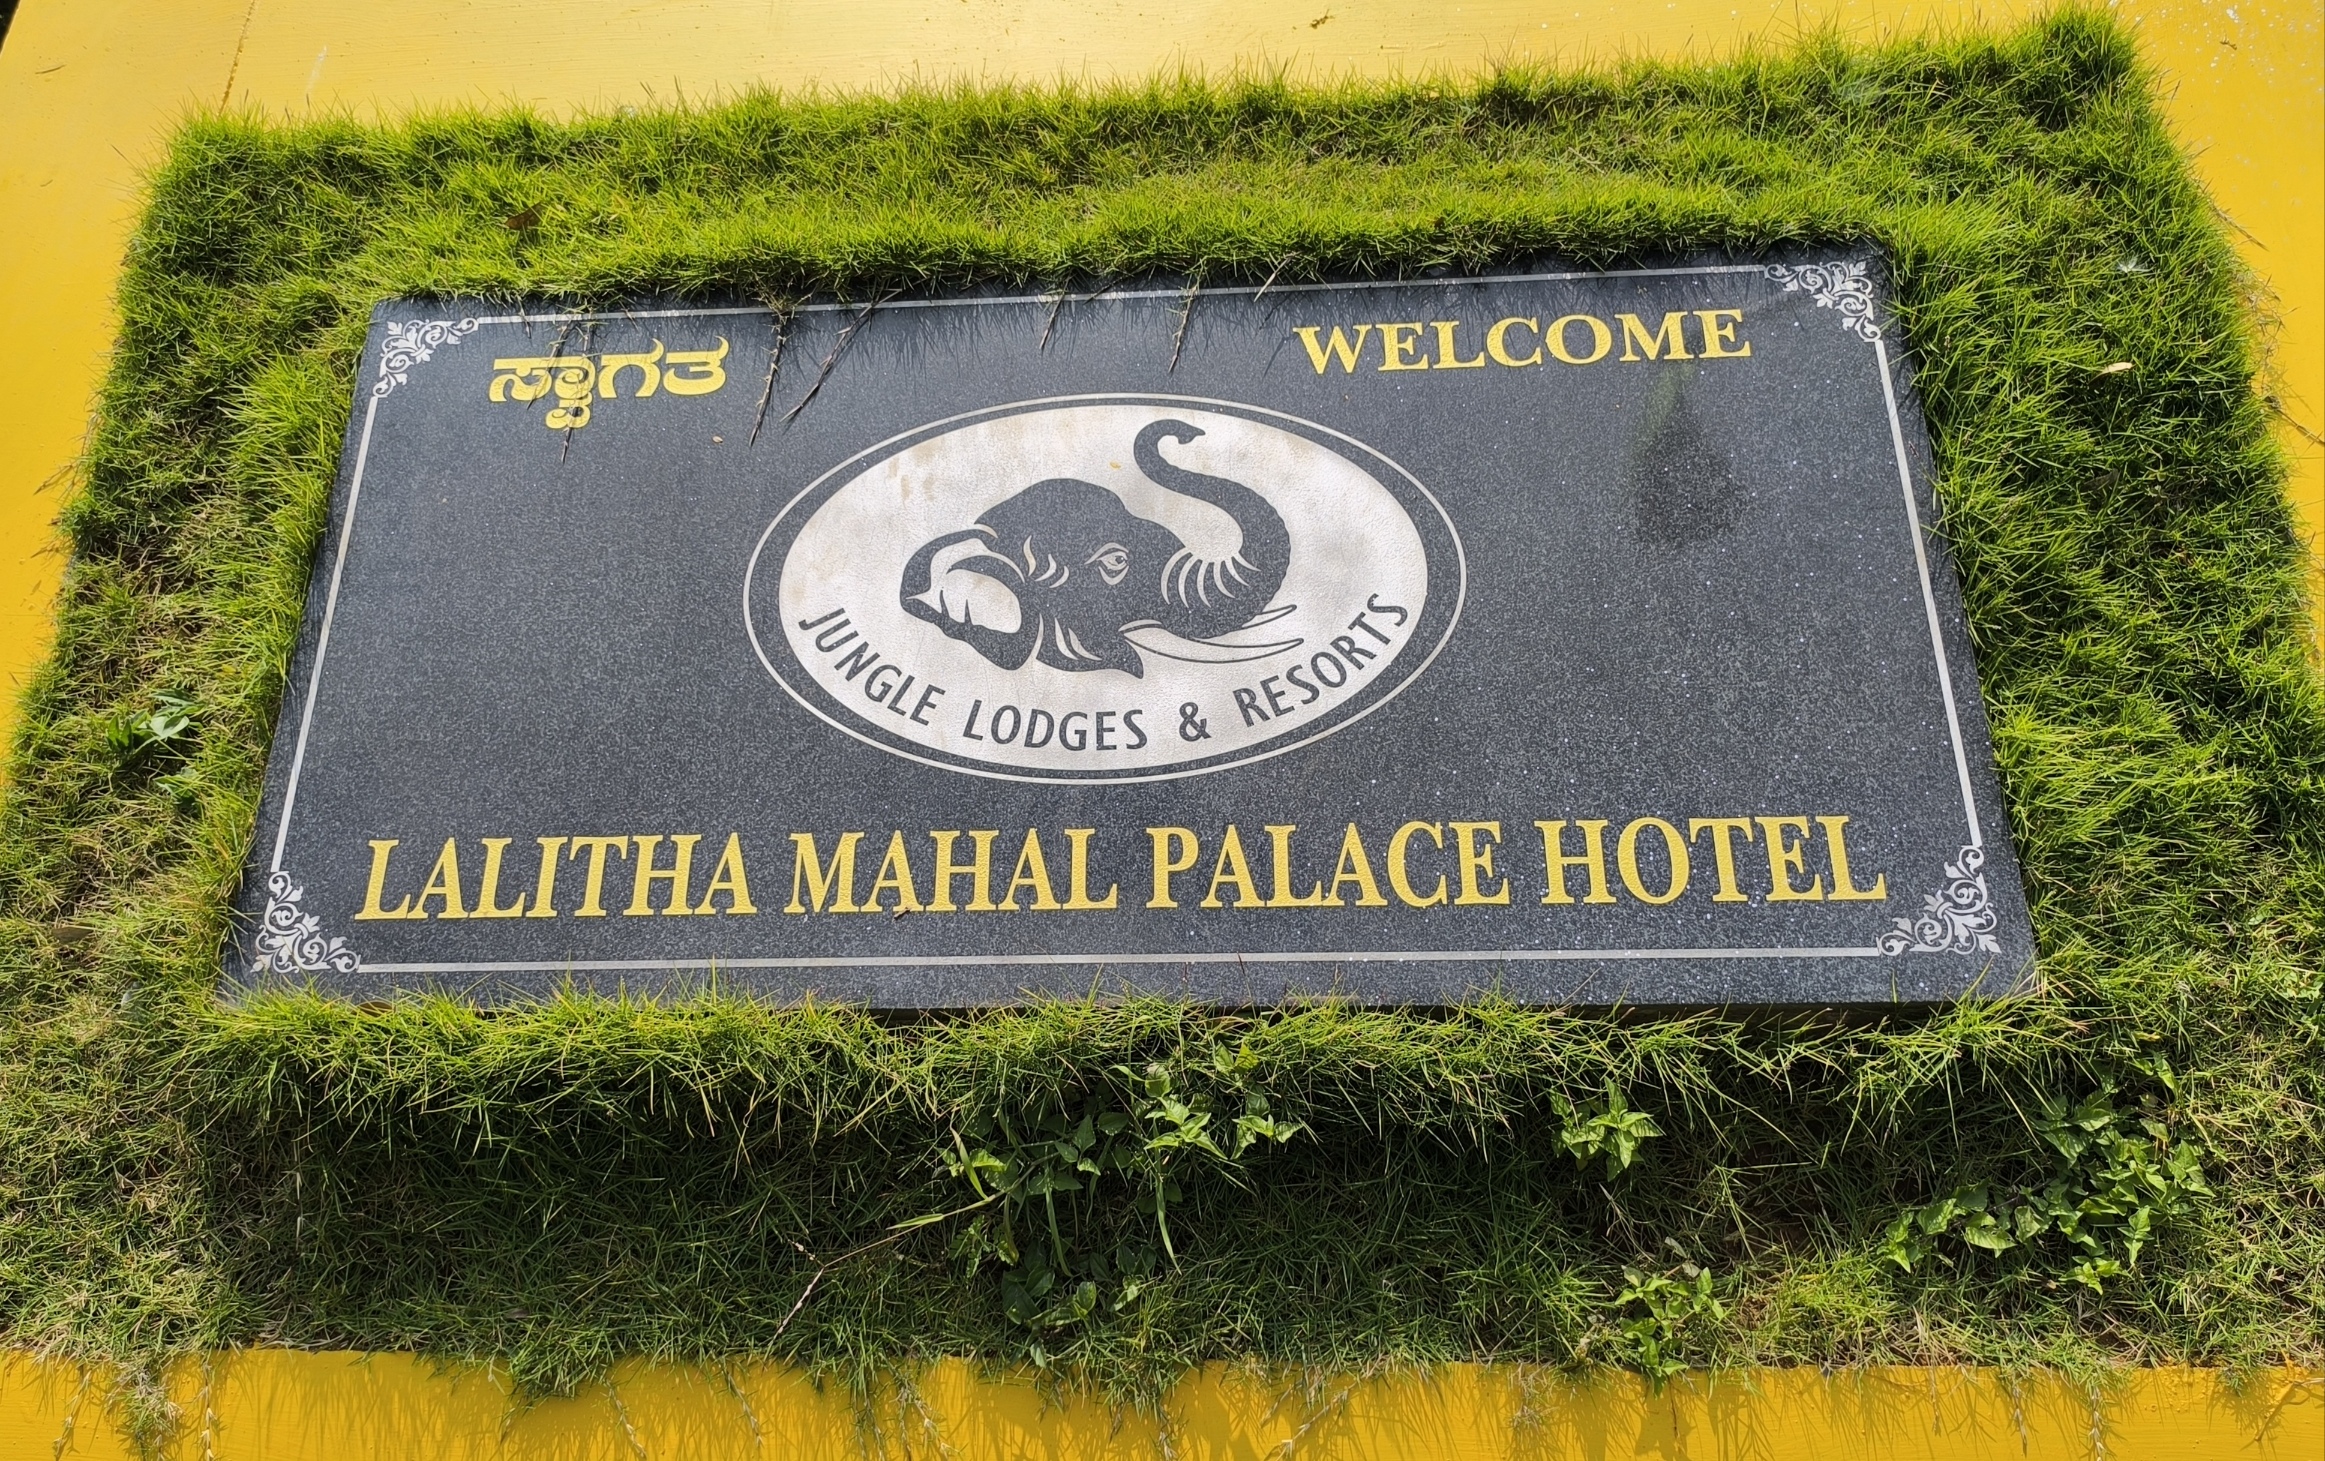 ಸ್ವಾಗತ
WELCOME
JUNGLE LODGES & RESORTS
LALITHA MAHAL PALACE HOTEL